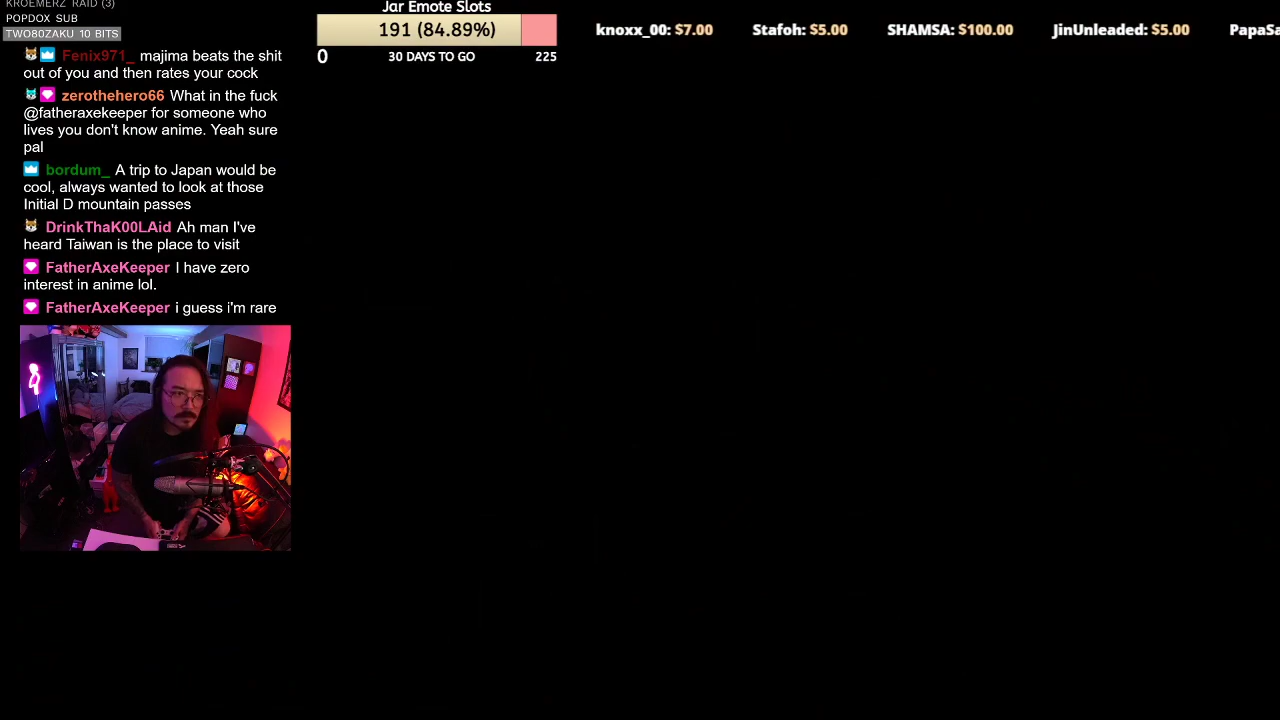 KROEMERZ RAID (3)
POPDOX SUB
TWO80ZAKU 10 BITS
Fenix971_ majima beats the shit
out of you and then rates your cock
zerothehero66 What in the fuck
@fatheraxekeeper for someone who
lives you don't know anime. Yeah sure
pal
bordum_ A trip to Japan would be
cool, always wanted to look at those
Initial D mountain passes
DrinkThaK00LAid Ah man I've
heard Taiwan is the place to visit
FatherAxeKeeper I have zero
interest in anime lol.
FatherAxeKeeper i guess i'm rare
Jar Emote Slots
191 (84.89%)
0 30 DAYS TO GO 225
knoxx_00: $7.00 Stafoh: $5.00 SHAMSA: $100.00 JinUnleaded: $5.00 PapaSa